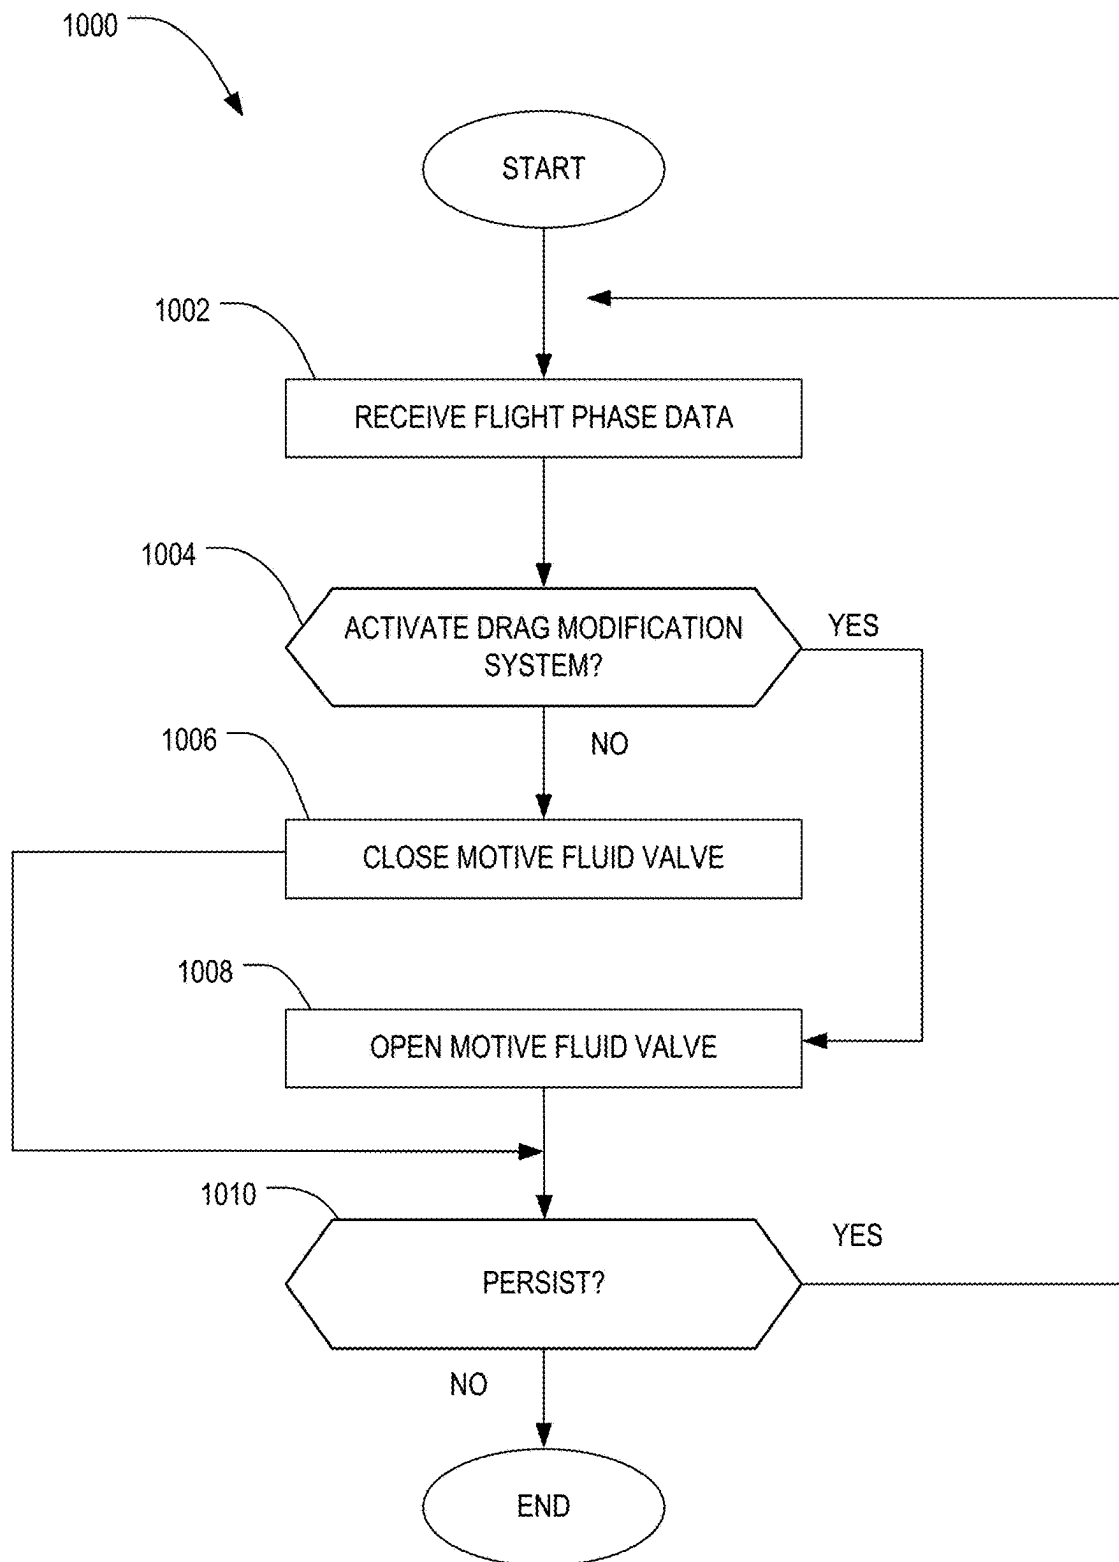 1000
START
1002
RECEIVE FLIGHT PHASE DATA
1004
ACTIVATE DRAG MODIFICATION
SYSTEM?
YES
NO
1006
CLOSE MOTIVE FLUID VALVE
1008
OPEN MOTIVE FLUID VALVE
1010
PERSIST?
YES
NO
END